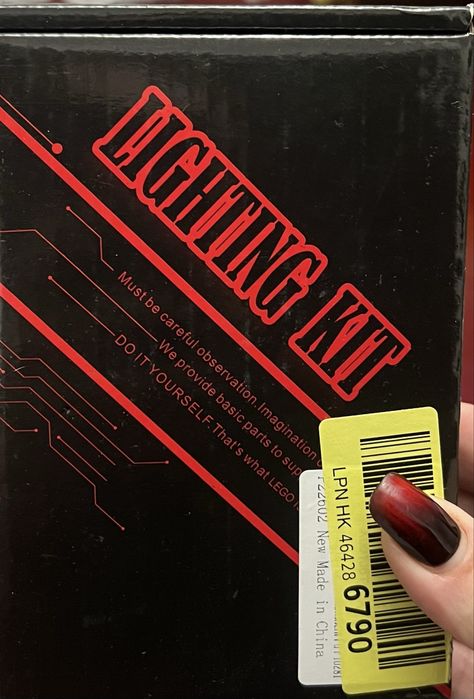 LIGHTING KIT
Must be careful observation.Imagination
We provide basic parts to
DO IT YOURSELF.That's what LEGO
LPN HK 46428 6790
New Made in China